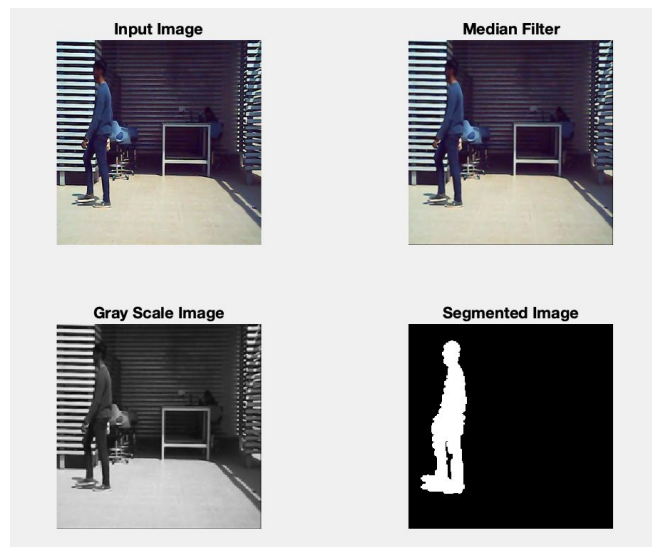 Input Image
Median Filter
Gray Scale Image
Segmented Image